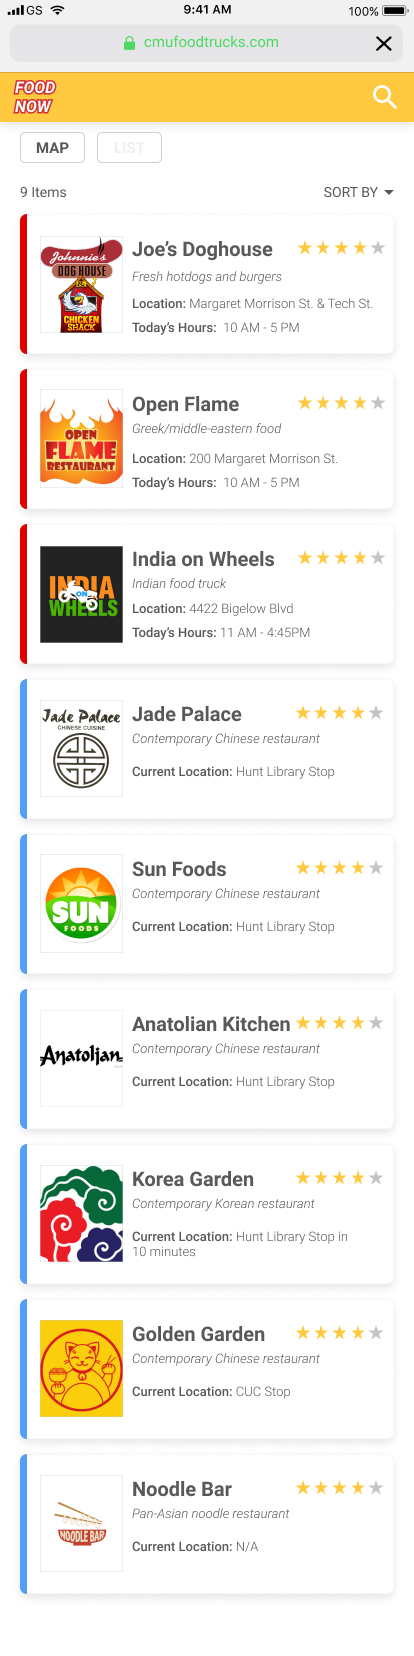 GS
9:41 AM
100%
cmufoodtrucks.com
FOOD
NOW
MAP
LIST
9 Items
SORT BY
Johnnie's
DOG HOUSE
CHICKEN
SHACK
Joe's Doghouse
Fresh hotdogs and burgers
Location: Margaret Morrison St. & Tech St.
Today's Hours: 10 AM - 5 PM
OPEN
FLAME
RESTAURANT
Open Flame
Greek/middle-eastern food
Location: 200 Margaret Morrison St.
Today's Hours: 10 AM - 5 PM
INDIA
ON
WHEELS
India on Wheels
Indian food truck
Location: 4422 Bigelow Blvd
Today's Hours: 11 AM - 4:45PM
Jade Palace
CHINESE CUISINE
Jade Palace
Contemporary Chinese restaurant
Current Location: Hunt Library Stop
SUN
FOODS
Sun Foods
Contemporary Chinese restaurant
Current Location: Hunt Library Stop
Anatolian
Anatolian Kitchen
Contemporary Chinese restaurant
Current Location: Hunt Library Stop
Korea Garden
Contemporary Korean restaurant
Current Location: Hunt Library Stop in
10 minutes
Golden Garden
Contemporary Chinese restaurant
Current Location: CUC Stop
NOODLE BAR
Noodle Bar
Pan-Asian noodle restaurant
Current Location: N/A